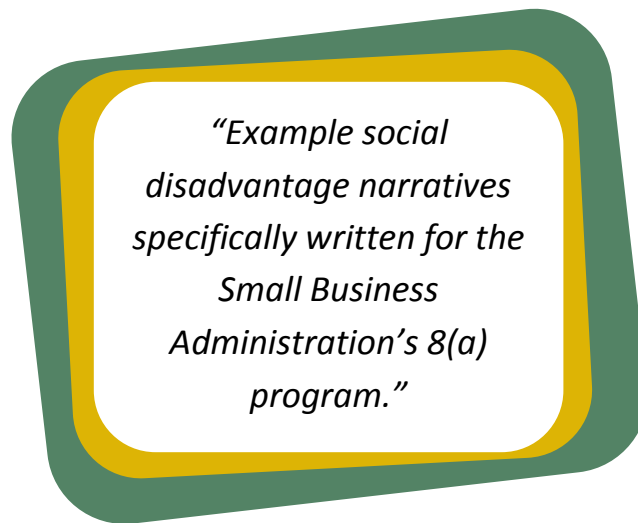 “Example social
disadvantage narratives
specifically written for the
Small Business
Administration’s 8(a)
program.”